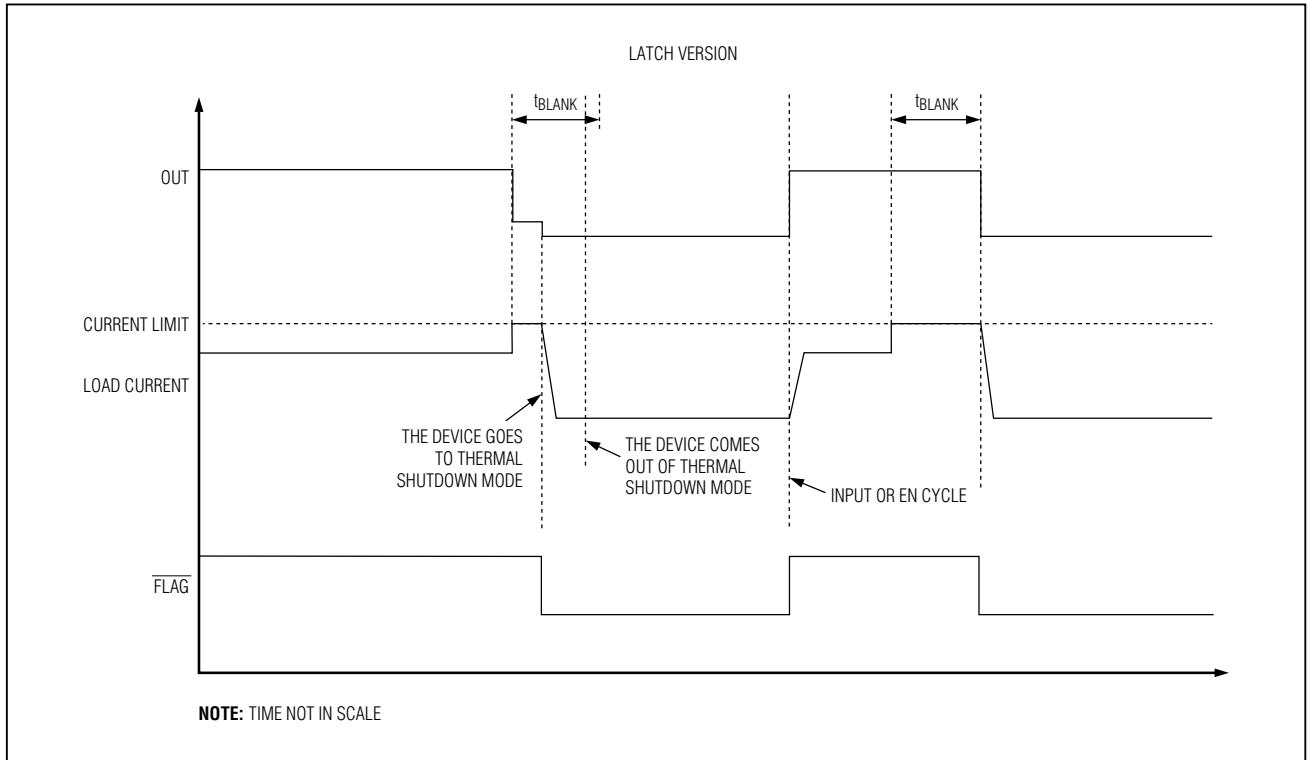 LATCH VERSION
tBLANK
tBLANK
OUT
CURRENT LIMIT
LOAD CURRENT
THE DEVICE GOES
TO THERMAL
SHUTDOWN MODE
THE DEVICE COMES
OUT OF THERMAL
SHUTDOWN MODE
INPUT OR EN CYCLE
FLAG
NOTE: TIME NOT IN SCALE